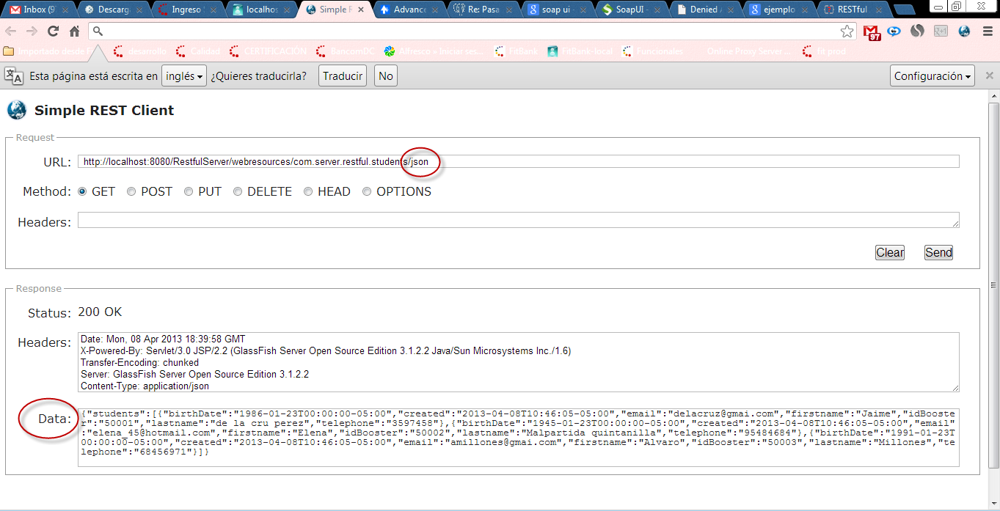 Inbox (9
Descarg
Ingreso
localhos
Simple R
Advance
Re: Pasa
soap ui -
SoapUI -
Denied A
ejemplo
RESTful
97
Importado desde F
desarrollo
Calidad
CERTIFICACION
BancomDC
Alfresco » Iniciar ses...
FitBank
FitBank-local
Funcionales
Online Proxy Server ...
fit prod
Esta página está escrita en inglés ¿Quieres traducirla? Traducir No Configuración
Simple REST Client
Request
URL: http://localhost:8080/RestfulServer/webresources/com.server.restful.students/json
Method: GET POST PUT DELETE HEAD OPTIONS
Headers:
Clear Send
Response
Status: 200 OK
Headers: Date: Mon, 08 Apr 2013 18:39:58 GMT
X-Powered-By: Servlet/3.0 JSP/2.2 (GlassFish Server Open Source Edition 3.1.2.2 Java/Sun Microsystems Inc./1.6)
Transfer-Encoding: chunked
Server: GlassFish Server Open Source Edition 3.1.2.2
Content-Type: application/json
Data: {"students":[{"birthDate":"1986-01-23T00:00:00-05:00","created":"2013-04-08T10:46:05-05:00","email":"delacruz@gmai.com","firstname":"Jaime","idBooste
r":"50001","lastname":"de la cru perez","telephone":"3597458"},{"birthDate":"1945-01-23T00:00:00-05:00","created":"2013-04-08T10:46:05-05:00","email"
:"elena_45@hotmail.com","firstname":"Elena","idBooster":"50002","lastname":"Malpartida quintanilla","telephone":"95484684"},{"birthDate":"1991-01-23T
00:00:00-05:00","created":"2013-04-08T10:46:05-05:00","email":"amillones@gmai.com","firstname":"Alvaro","idBooster":"50003","lastname":"Millones","te
lephone":"68456971"}]}